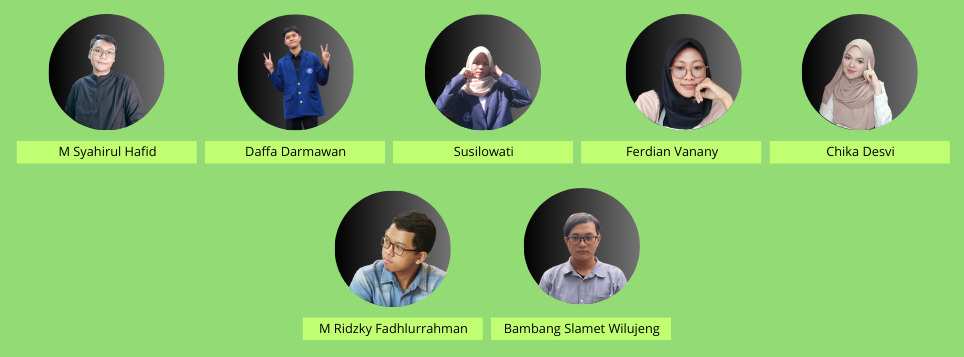 M Syahirul Hafid
Daffa Darmawan
Susilowati
Ferdian Vanany
Chika Desvi
M Ridzky Fadhlurrahman
Bambang Slamet Wilujeng